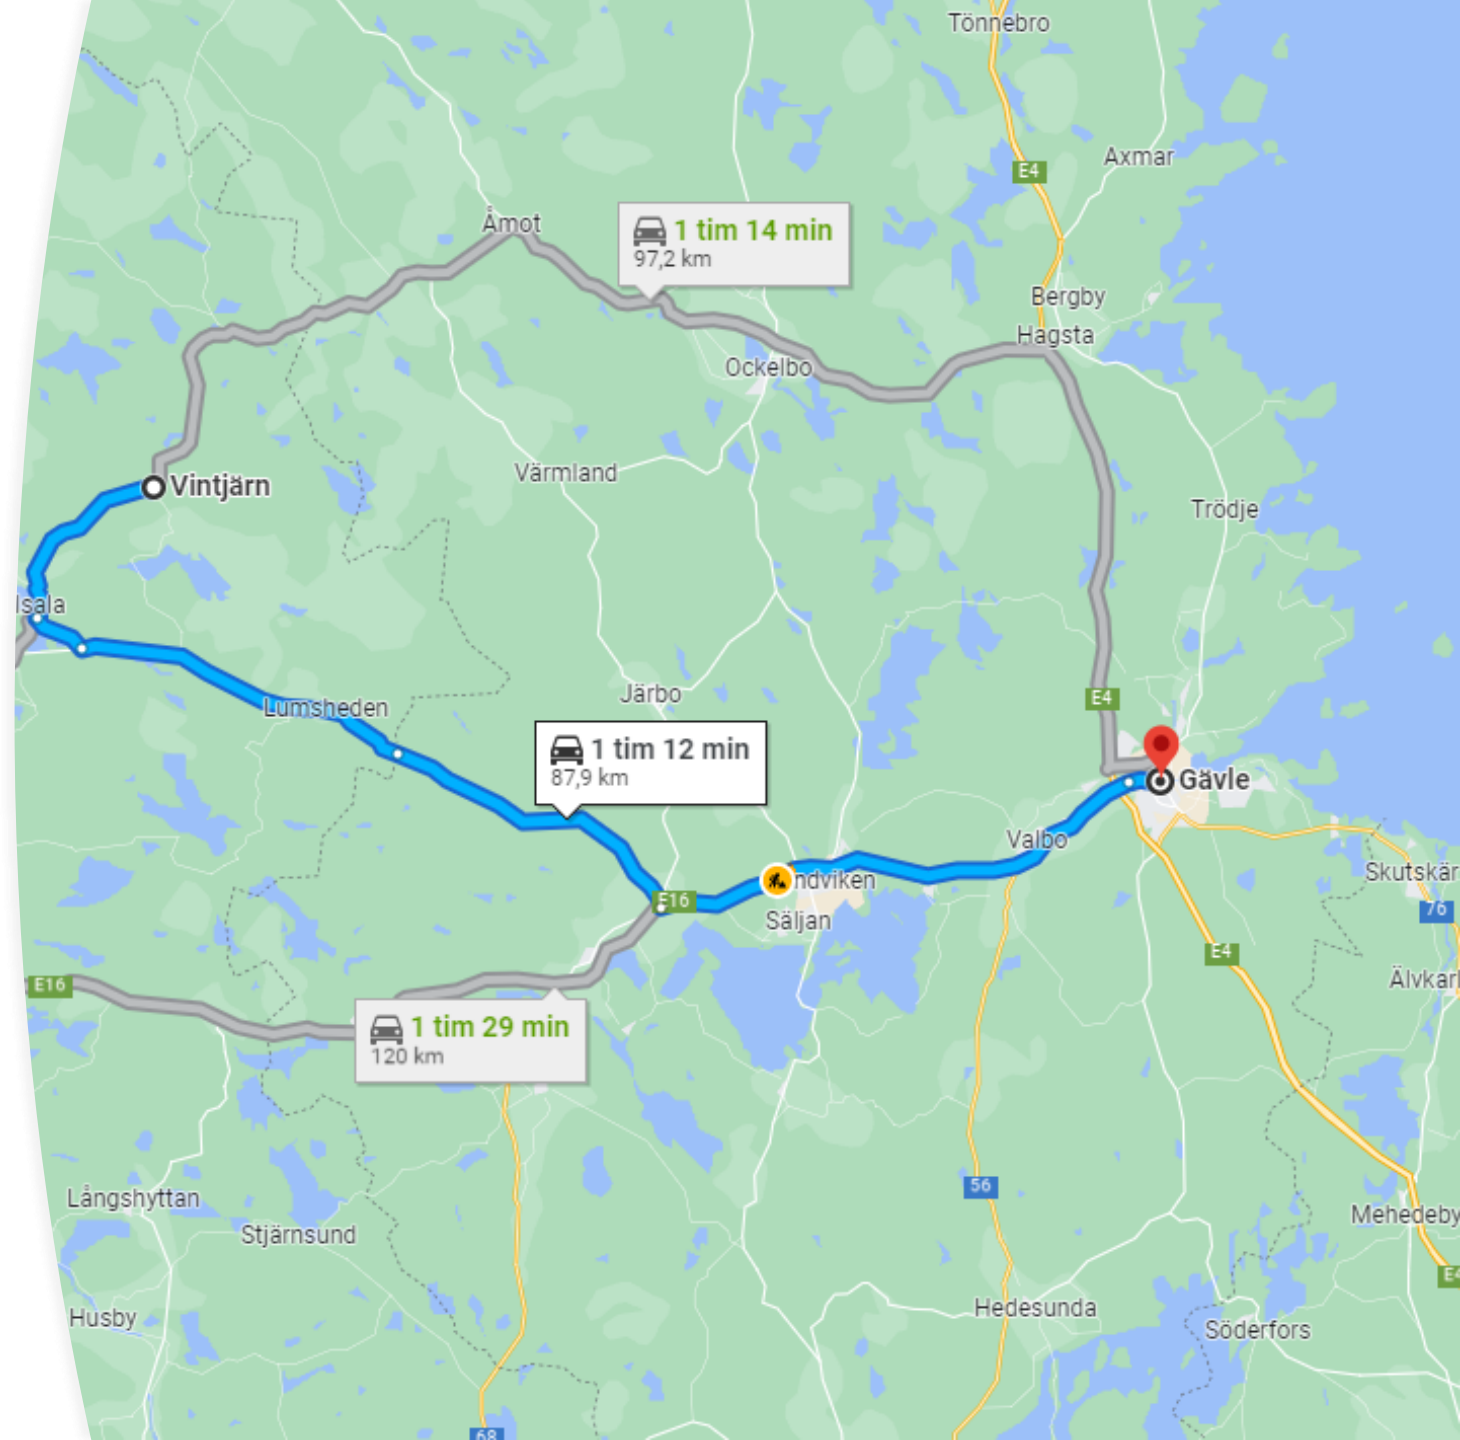 Tönnebro
Axmar
E4
Åmot
1 tim 14 min
97,2 km
Bergby
Hagsta
Ockelbo
Värmland
Vintjärn
Trödje
lsala
Järbo
E4
Lumsheden
1 tim 12 min
87,9 km
Gävle
Valbo
Skutskär
ndviken
E16
76
Säljan
E4
E16
Älvkarl
1 tim 29 min
120 km
56
Långshyttan
Mehedeby
Stjärnsund
E4
Hedesunda
Husby
Söderfors
68